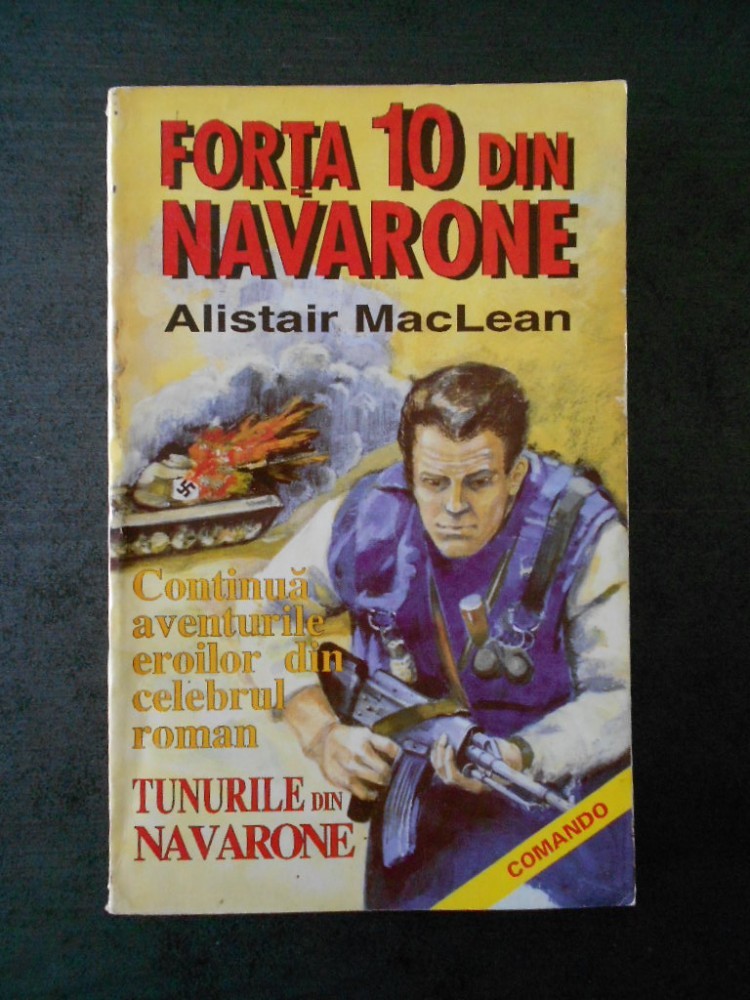 FORȚA 10 DIN
NAVARONE
Alistair MacLean
Continuă
aventurile
eroilor din
celebrul
roman
TUNURILE DIN
NAVARONE
COMANDO